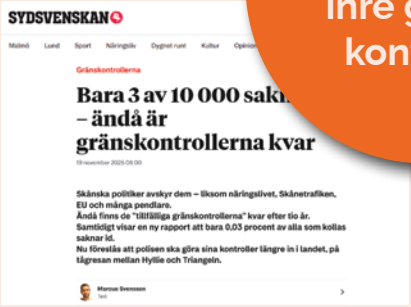 SYDSVENSKAN
Malmö Lund Sport Näringsliv Dygnet runt Kultur Opinion
inre
kon
Gränskontrollerna
Bara 3 av 10 000
– ändå är
gränskontrollerna kvar
19 november 2025 06:00
Skånska politiker avskyr dem – liksom näringslivet, Skånetrafiken,
EU och många pendlare.
Ändå finns de "tillfälliga gränskontrollerna" kvar efter tio år.
Samtidigt visar en ny rapport att bara 0,03 procent av alla som kollas
saknar id.
Nu föreslås att polisen ska göra sina kontroller längre in i landet, på
tågresan mellan Hyllie och Triangeln.
Marcus Svensson
Text